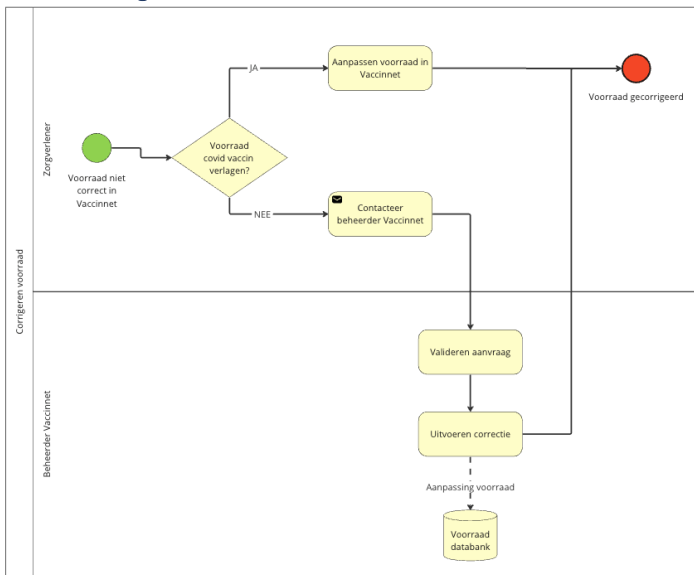 Corrigeren voorraad
Zorgverlener
Voorraad niet
correct in
Vaccinnet
Voorraad
covid vaccin
verlagen?
JA
Aanpassen voorraad in
Vaccinnet
Voorraad gecorrigeerd
NEE
Contacteer
beheerder Vaccinnet
Beheerder Vaccinnet
Valideren aanvraag
Uitvoeren correctie
Aanpassing voorraad
Voorraad
databank